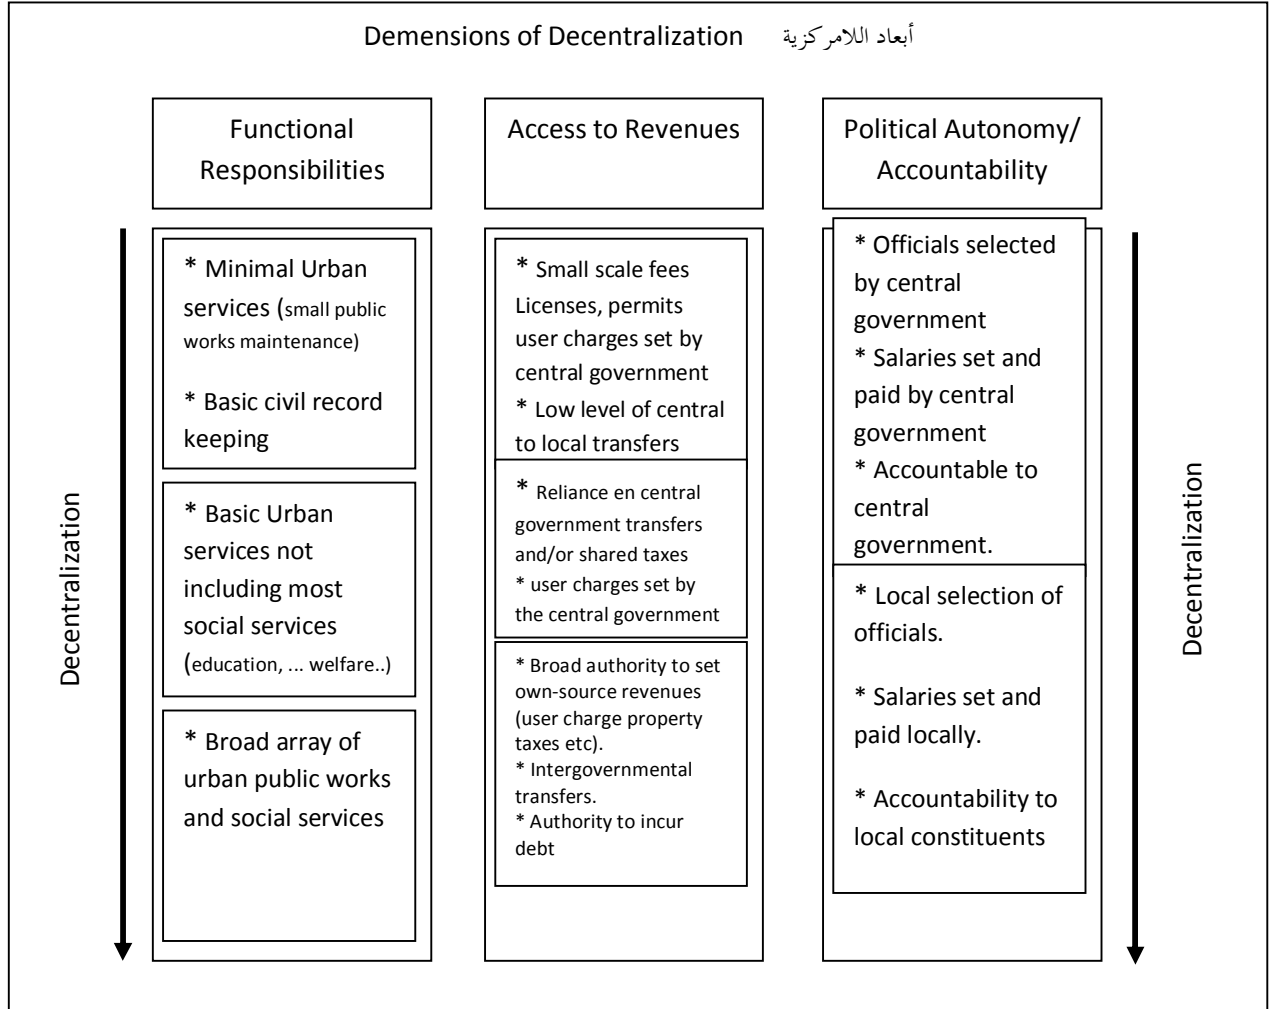 Demensions of Decentralization أبعاد اللامركزية
Functional
Responsibilities
Access to Revenues
Political Autonomy/
Accountability
Decentralization
* Minimal Urban
services (small public
works maintenance)
* Basic civil record
keeping
* Basic Urban
services not
including most
social services
(education, ... welfare..)
* Broad array of
urban public works
and social services
* Small scale fees
Licenses, permits
user charges set by
central government
* Low level of central
to local transfers
* Reliance en central
government transfers
and/or shared taxes
* user charges set by
the central government
* Broad authority to set
own-source revenues
(user charge property
taxes etc).
* Intergovernmental
transfers.
* Authority to incur
debt
* Officials selected
by central
government
* Salaries set and
paid by central
government
* Accountable to
central
government.
* Local selection of
officials.
* Salaries set and
paid locally.
* Accountability to
local constituents
Decentralization